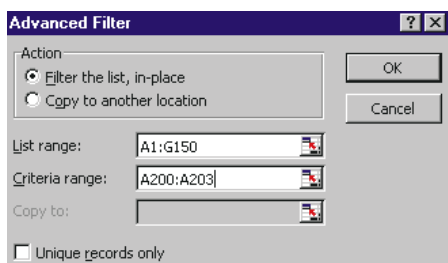 Advanced Filter
Action
Filter the list, in-place
Copy to another location
OK
Cancel
List range:
A1:G150
Criteria range:
A200:A203
Copy to:
Unique records only